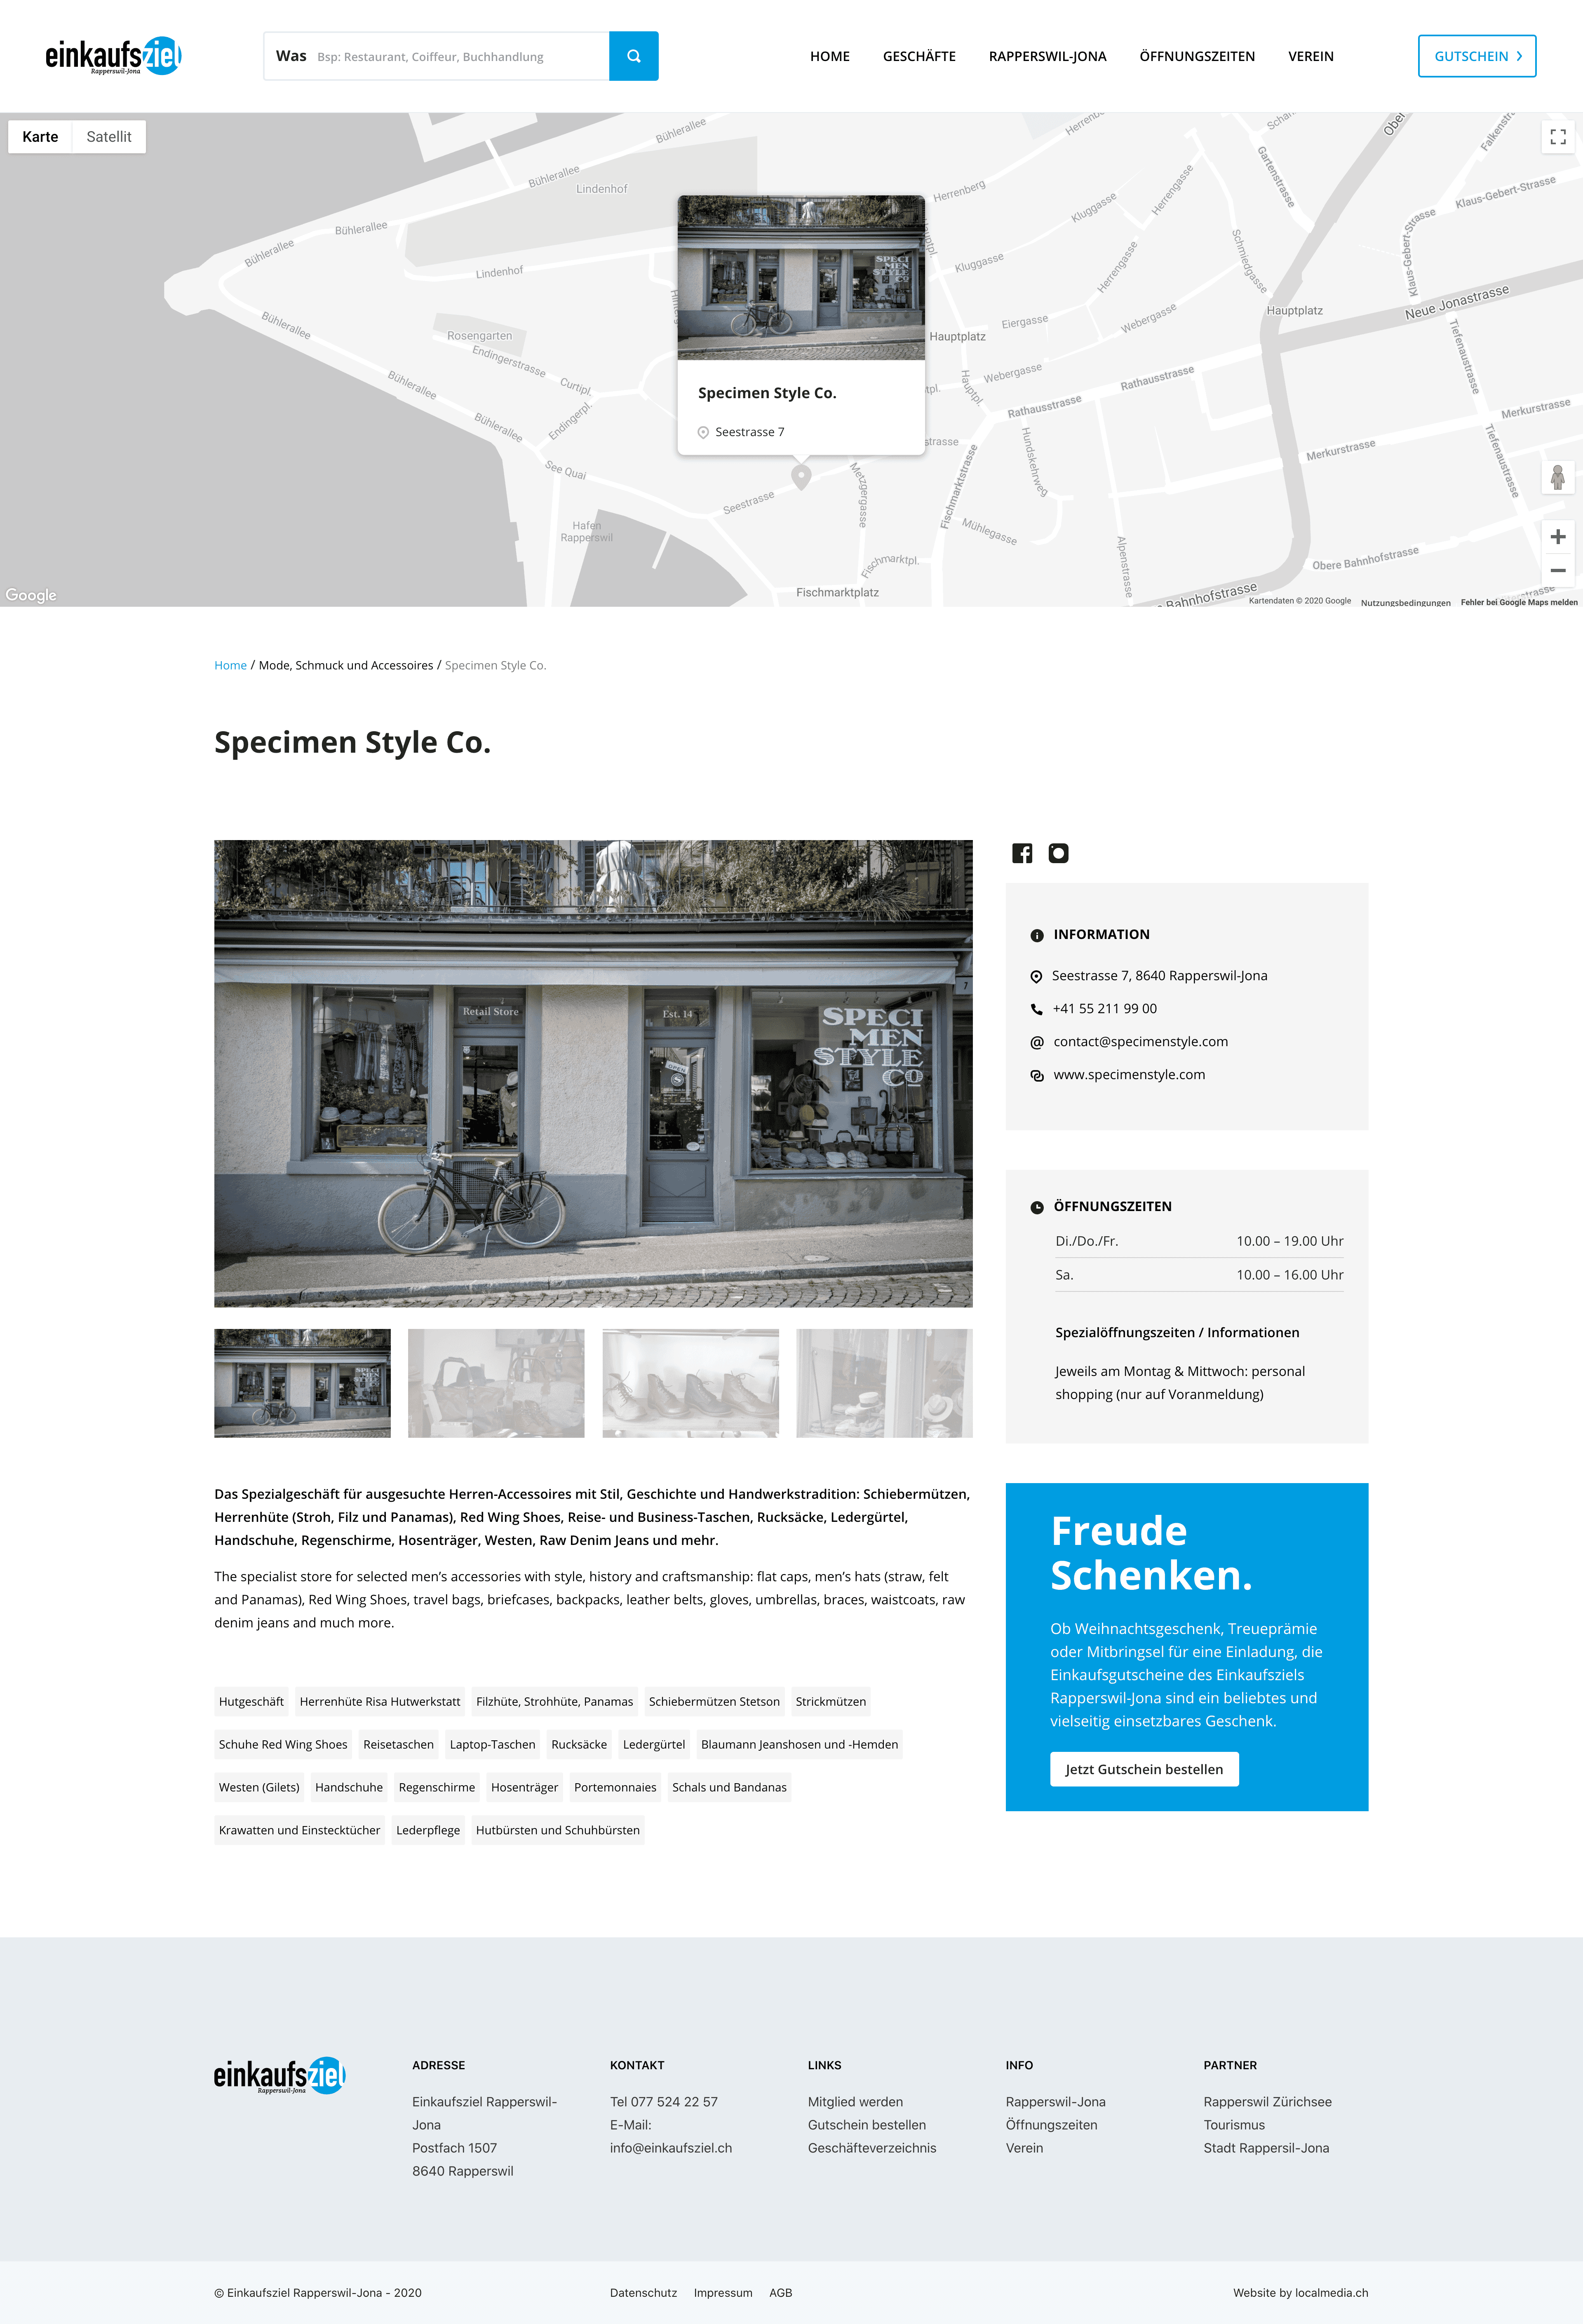 einkaufsziel
Rapperswil-Jona
Was Bsp: Restaurant, Coiffeur, Buchhandlung
HOME GESCHÄFTE RAPPERSWIL-JONA ÖFFNUNGSZEITEN VEREIN
GUTSCHEIN
Karte Satellit
Bühlerallee
Bühlerallee
Lindenhof
Bühlerallee
Bühlerallee
Lindenhof
Bühlerallee
Rosengarten
Endingerstrasse
Curtipl.
Bühlerallee
Endingerpl.
Bühlerallee
See Quai
Hafen
Rapperswil
Seestrasse
Metzgergasse
Fischmarktpl.
Fischmarktplatz
Fischmarktstrasse
Mühlegasse
Hundskehrweg
Alpenstrasse
Herrenberg
Kluggasse
Kluggasse
Herrengasse
Herrengasse
Eiergasse
Hauptplatz
Hauptpl.
Webergasse
Webergasse
Rathausstrasse
Rathausstrasse
Schmiedgasse
Gartenstrasse
Hauptplatz
Klaus-Gebert-Strasse
Klaus-Gebert-Strasse
Neue Jonastrasse
Tiefenaustrasse
Tiefenaustrasse
Merkurstrasse
Merkurstrasse
Obere Bahnhofstrasse
Bahnhofstrasse
SPECI
MEN
STYLE
CO
Specimen Style Co.
Seestrasse 7
Google
Kartendaten © 2020 Google Nutzungsbedingungen Fehler bei Google Maps melden
Home / Mode, Schmuck und Accessoires / Specimen Style Co.
Specimen Style Co.
7
Retail Store
Est. 14
OPEN
S
SPECI
MEN
STYLE
CO
INFORMATION
Seestrasse 7, 8640 Rapperswil-Jona
+41 55 211 99 00
contact@specimenstyle.com
www.specimenstyle.com
ÖFFNUNGSZEITEN
Di./Do./Fr. 10.00 – 19.00 Uhr
Sa. 10.00 – 16.00 Uhr
Spezialöffnungszeiten / Informationen
Jeweils am Montag & Mittwoch: personal
shopping (nur auf Voranmeldung)
Das Spezialgeschäft für ausgesuchte Herren-Accessoires mit Stil, Geschichte und Handwerkstradition: Schiebermützen,
Herrenhüte (Stroh, Filz und Panamas), Red Wing Shoes, Reise- und Business-Taschen, Rucksäcke, Ledergürtel,
Handschuhe, Regenschirme, Hosenträger, Westen, Raw Denim Jeans und mehr.
The specialist store for selected men’s accessories with style, history and craftsmanship: flat caps, men’s hats (straw, felt
and Panamas), Red Wing Shoes, travel bags, briefcases, backpacks, leather belts, gloves, umbrellas, braces, waistcoats, raw
denim jeans and much more.
Hutgeschäft Herrenhüte Risa Hutwerkstatt Filzhüte, Strohhüte, Panamas Schiebermützen Stetson Strickmützen
Schuhe Red Wing Shoes Reisetaschen Laptop-Taschen Rucksäcke Ledergürtel Blaumann Jeanshosen und -Hemden
Westen (Gilets) Handschuhe Regenschirme Hosenträger Portemonnaies Schals und Bandanas
Krawatten und Einstecktücher Lederpflege Hutbürsten und Schuhbürsten
Freude
Schenken.
Ob Weihnachtsgeschenk, Treueprämie
oder Mitbringsel für eine Einladung, die
Einkaufsgutscheine des Einkaufsziels
Rapperswil-Jona sind ein beliebtes und
vielseitig einsetzbares Geschenk.
Jetzt Gutschein bestellen
einkaufsziel
Rapperswil-Jona
ADRESSE
Einkaufsziel Rapperswil-
Jona
Postfach 1507
8640 Rapperswil
KONTAKT
Tel 077 524 22 57
E-Mail:
info@einkaufsziel.ch
LINKS
Mitglied werden
Gutschein bestellen
Geschäfteverzeichnis
INFO
Rapperswil-Jona
Öffnungszeiten
Verein
PARTNER
Rapperswil Zürichsee
Tourismus
Stadt Rappersil-Jona
© Einkaufsziel Rapperswil-Jona - 2020
Datenschutz Impressum AGB
Website by localmedia.ch